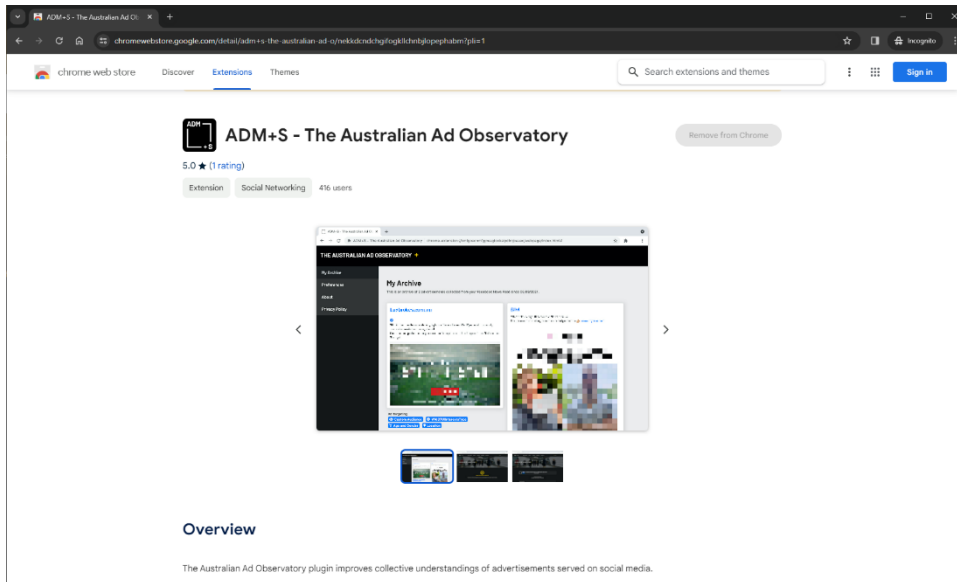 ADM+S - The Australian Ad Ob
chromewebstore.google.com/detail/adm+s-the-australian-ad-o/nekkdcndchgifogkllchntbjlopephabm?pli=1
Incognito
chrome web store
Discover
Extensions
Themes
Search extensions and themes
Sign in
ADM
+S
ADM+S - The Australian Ad Observatory
Remove from Chrome
5.0 ★ (1 rating)
Extension
Social Networking
416 users
THE AUSTRALIAN AD OBSERVATORY
My Archive
Preferences
About
Privacy Policy
My Archive
Overview
The Australian Ad Observatory plugin improves collective understandings of advertisements served on social media.